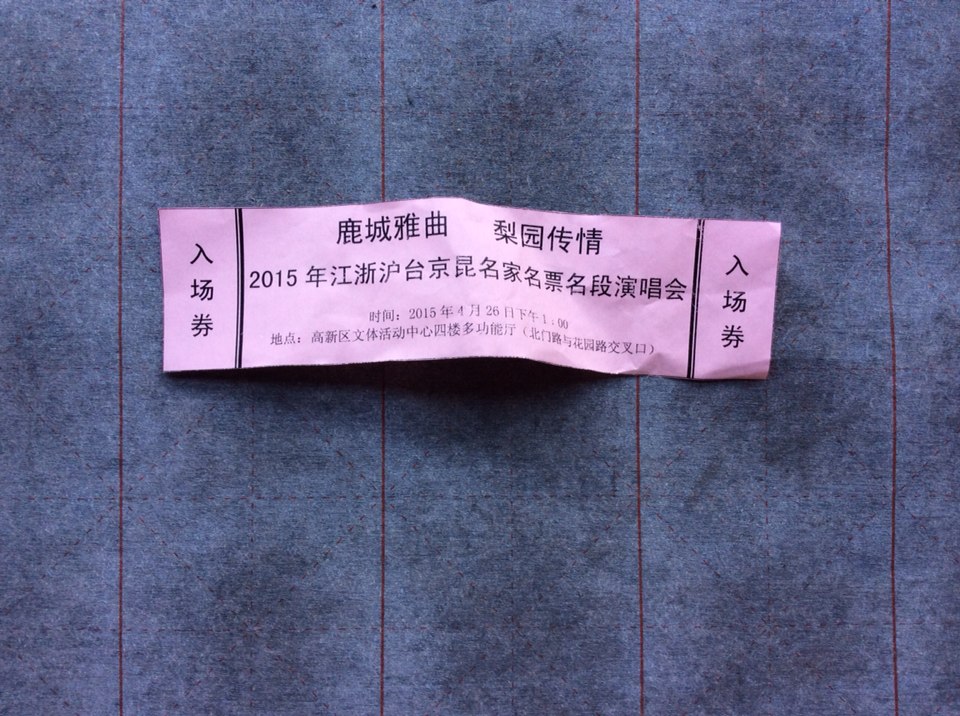 入场券
鹿城雅曲 梨园传情
2015年江浙沪台京昆名家名票名段演唱会
时间：2015年4月26日下午1：00
地点：高新区文体活动中心四楼多功能厅（北门路与花园路交叉口）
入场券